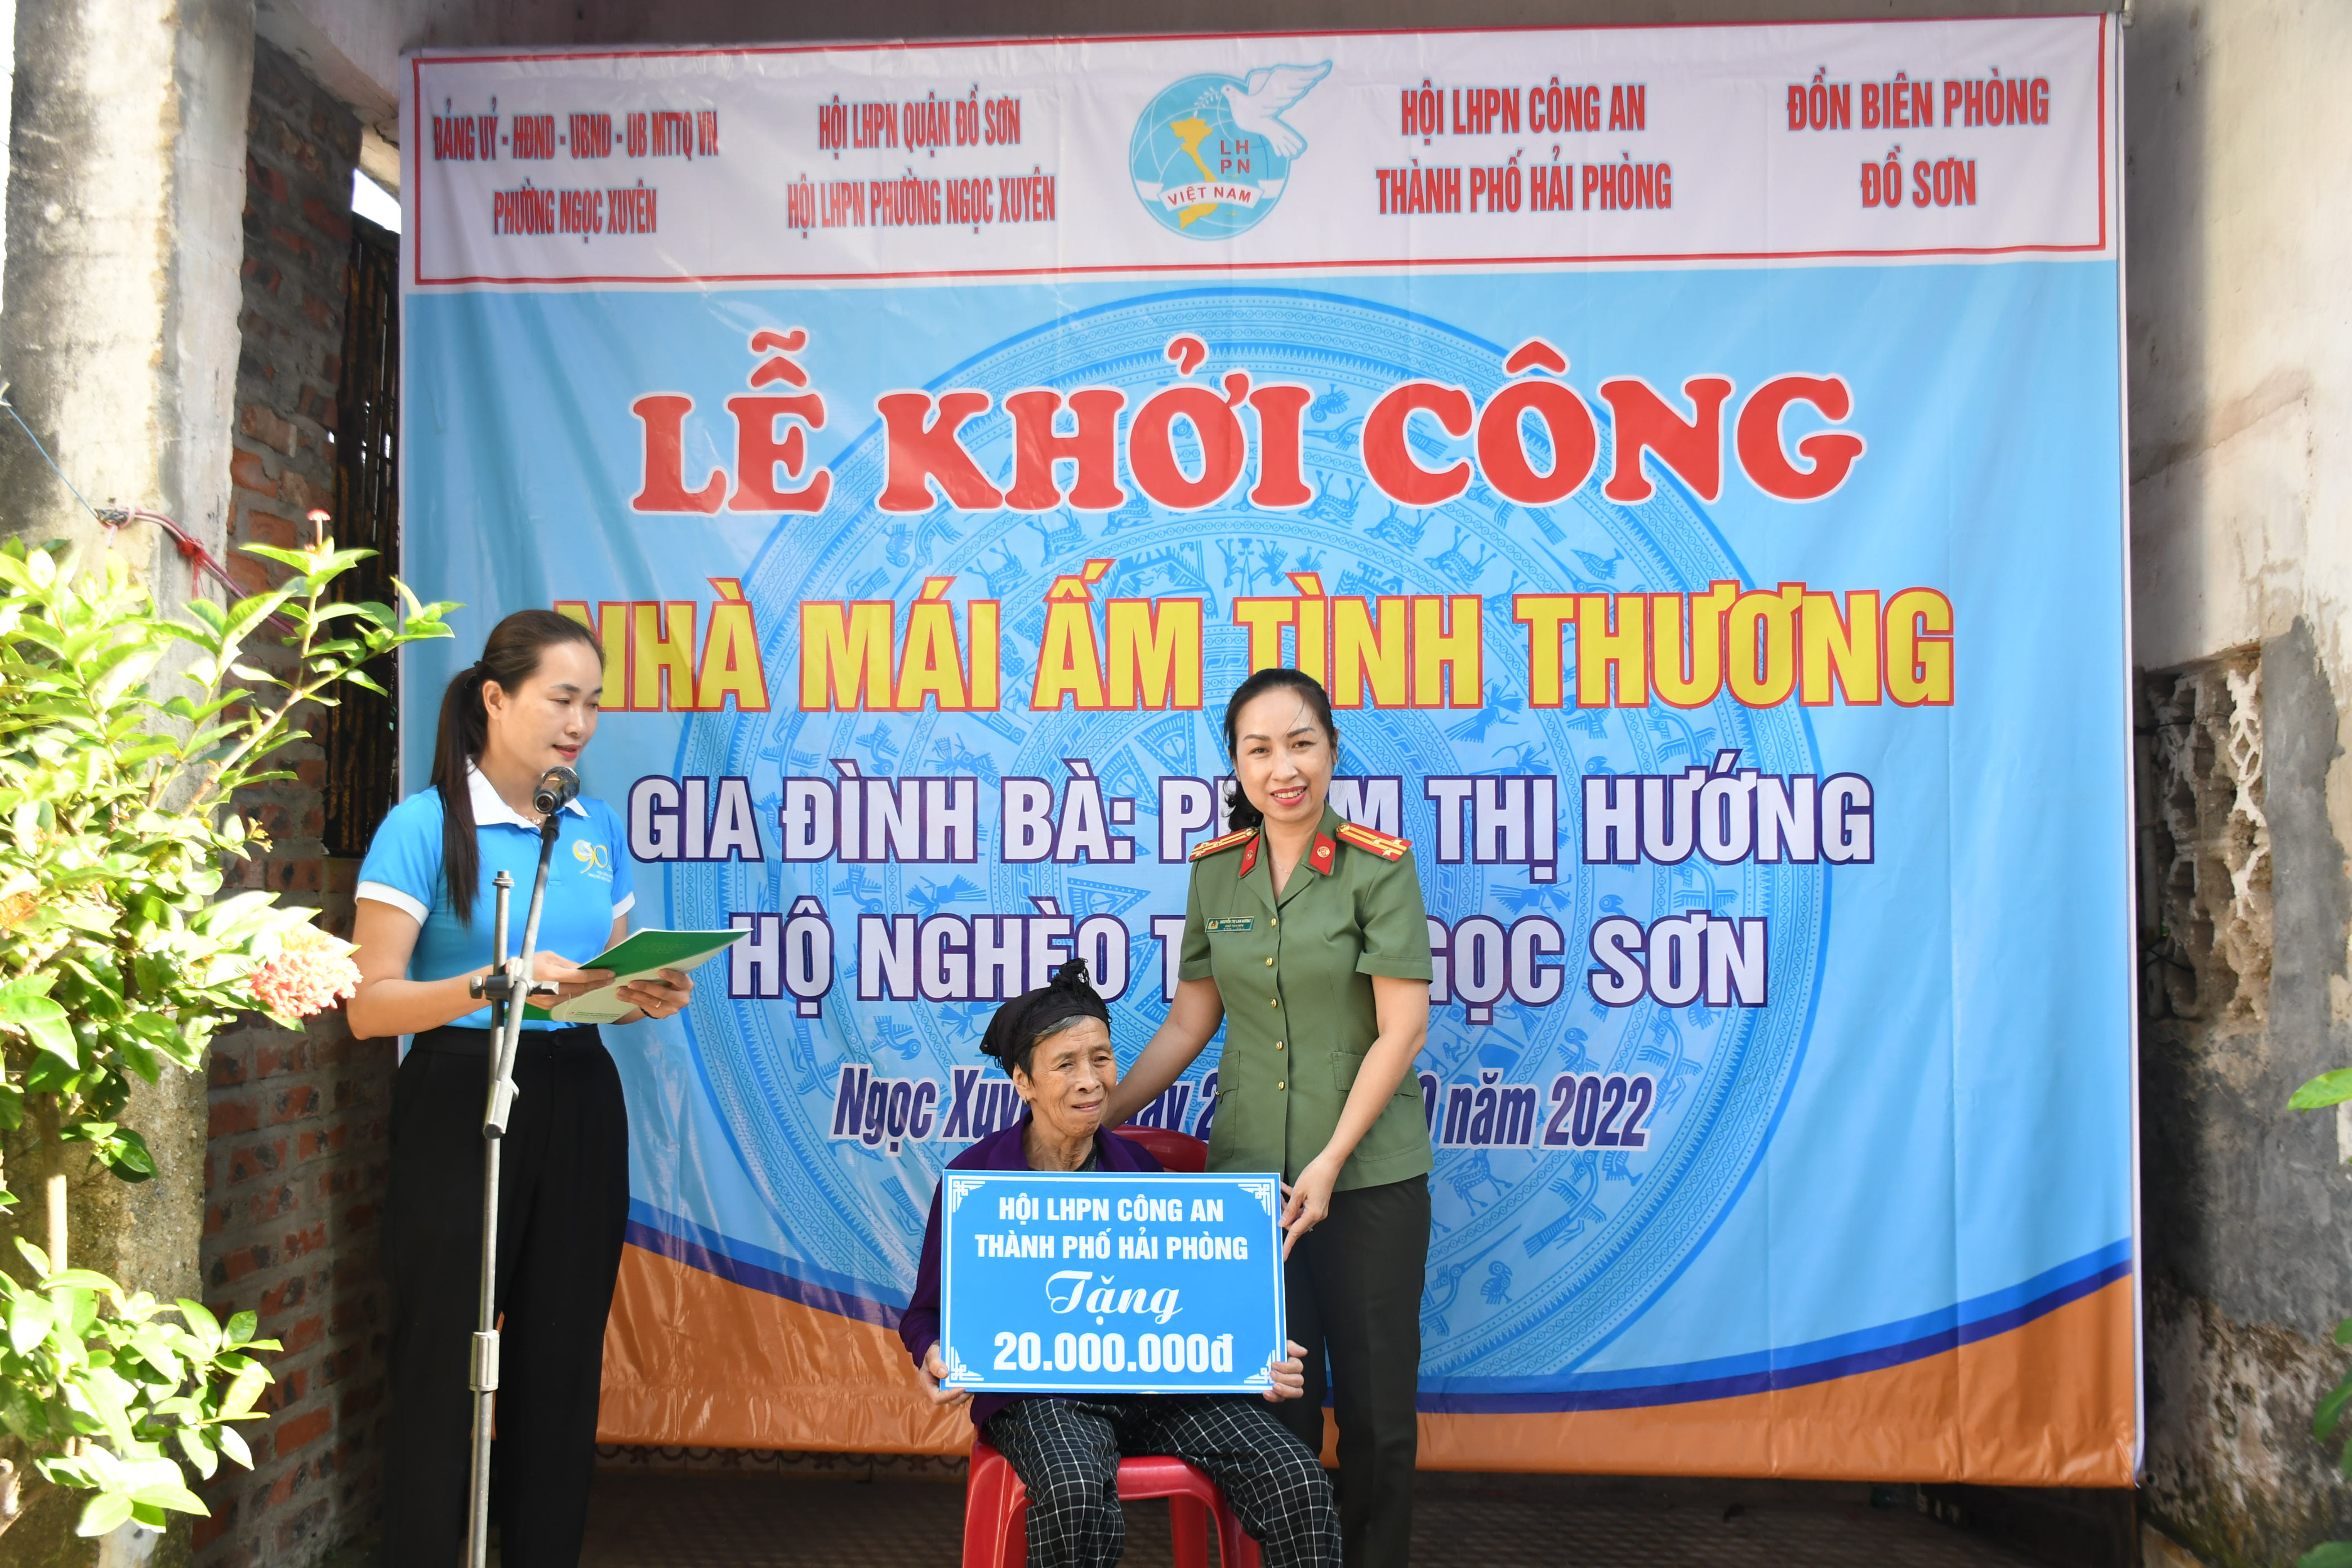 ĐẢNG UỶ - HĐND - UBND - UB MTTQ VN
PHƯỜNG NGỌC XUYÊN
HỘI LHPN QUẬN ĐỒ SƠN
HỘI LHPN PHƯỜNG NGỌC XUYÊN
LH
PN
VIỆT NAM
HỘI LHPN CÔNG AN
THÀNH PHỐ HẢI PHÒNG
ĐỒN BIÊN PHÒNG
ĐỒ SƠN
LỄ KHỞI CÔNG
NHÀ MÁI ẤM TÌNH THƯƠNG
GIA ĐÌNH BÀ: THỊ HƯỚNG
HỘ NGHÈO SƠN
Ngọc năm 2022
90
HỘI LHPN CÔNG AN
THÀNH PHỐ HẢI PHÒNG
Tặng
20.000.000đ